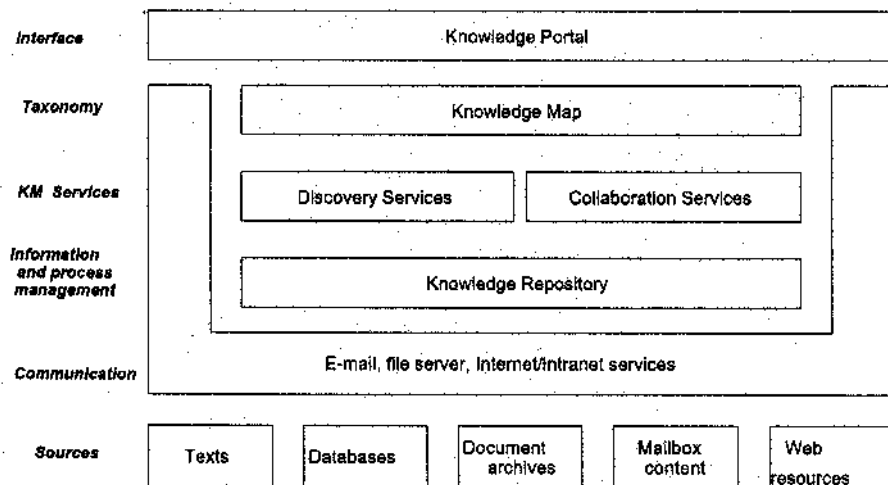 Interface
Knowledge Portal
Taxonomy
Knowledge Map
KM Services
Discovery Services
Collaboration Services
Information
and process
management
Knowledge Repository
Communication
E-mail, file server, Internet/Intranet services
Sources
Texts
Databases
Document
archives
Mailbox
content
Web
resources